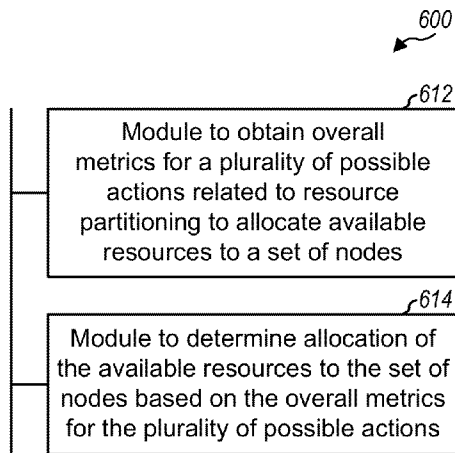 600
612
Module to obtain overall
metrics for a plurality of possible
actions related to resource
partitioning to allocate available
resources to a set of nodes
614
Module to determine allocation of
the available resources to the set of
nodes based on the overall metrics
for the plurality of possible actions